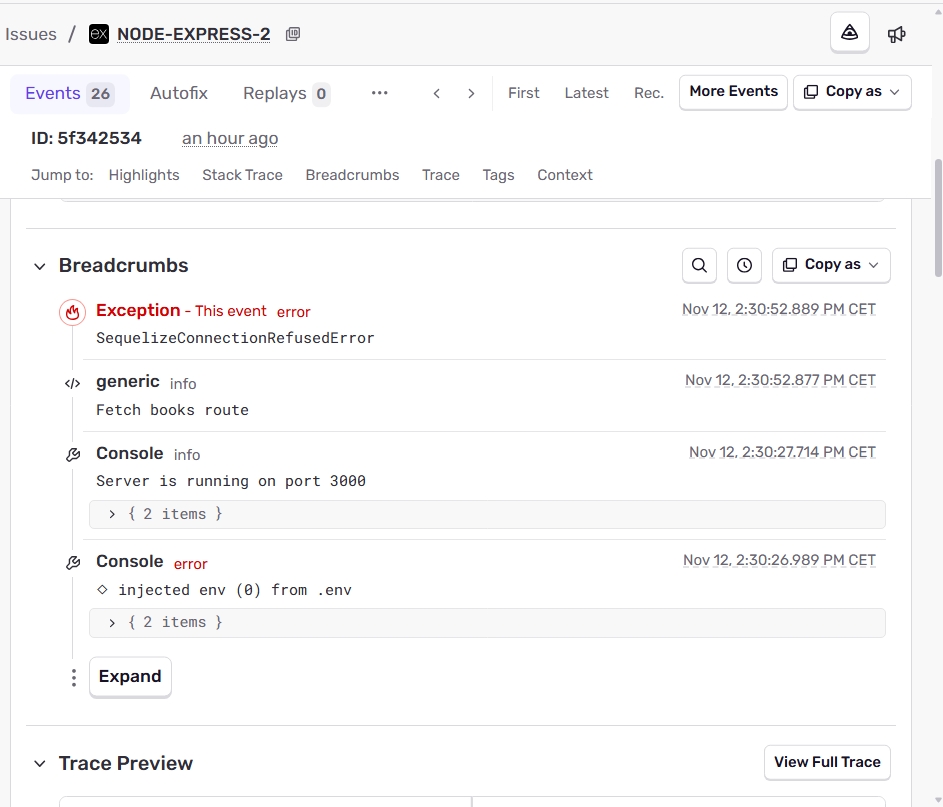 Issues / ex NODE-EXPRESS-2
Events 26 Autofix Replays 0 ··· < > First Latest Rec. More Events Copy as
ID: 5f342534 an hour ago
Jump to: Highlights Stack Trace Breadcrumbs Trace Tags Context
Breadcrumbs Copy as
Exception - This event error Nov 12, 2:30:52.889 PM CET
SequelizeConnectionRefusedError
generic info Nov 12, 2:30:52.877 PM CET
Fetch books route
Console info Nov 12, 2:30:27.714 PM CET
Server is running on port 3000
> { 2 items }
Console error Nov 12, 2:30:26.989 PM CET
◇ injected env (0) from .env
> { 2 items }
Expand
Trace Preview View Full Trace